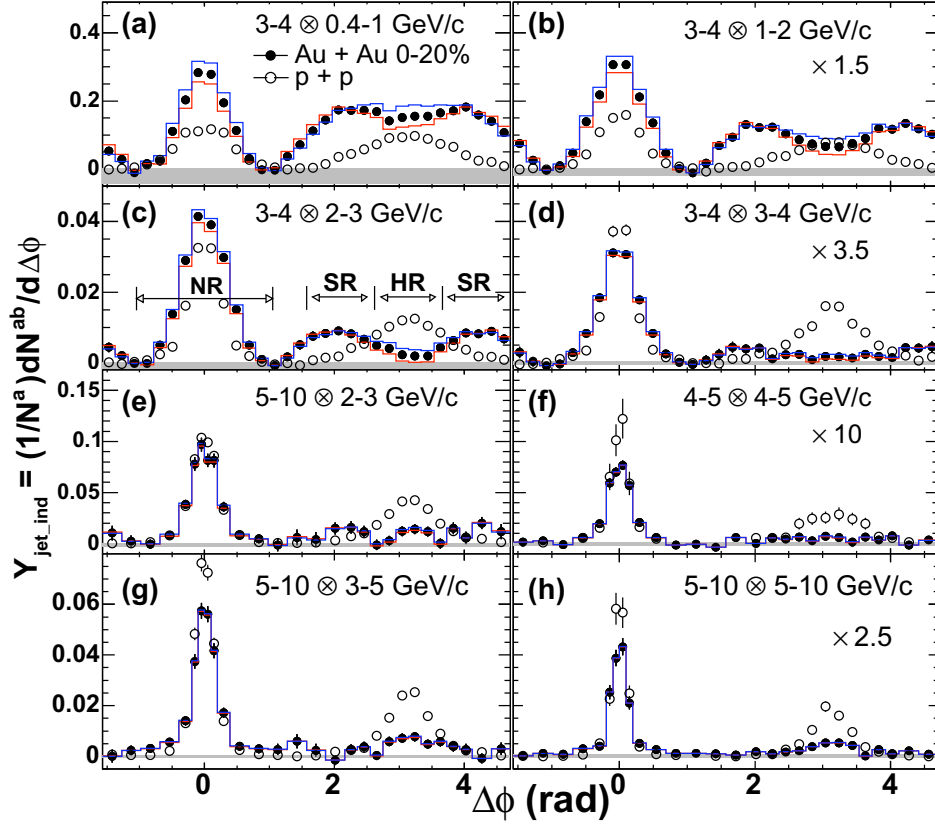 (a) 3-4 ⊗ 0.4-1 GeV/c
Au + Au 0-20%
p + p
(b) 3-4 ⊗ 1-2 GeV/c
× 1.5
0.4
0.2
0
(c) 3-4 ⊗ 2-3 GeV/c
NR
SR
HR
SR
(d) 3-4 ⊗ 3-4 GeV/c
× 3.5
0.04
0.02
0
(e) 5-10 ⊗ 2-3 GeV/c
(f) 4-5 ⊗ 4-5 GeV/c
× 10
0.15
0.1
0.05
0
(g) 5-10 ⊗ 3-5 GeV/c
(h) 5-10 ⊗ 5-10 GeV/c
× 2.5
0.06
0.04
0.02
0
0 2 4 0 2 4
Δϕ (rad)
Y_jet_ind = (1/N^a)dN^ab/dΔϕ